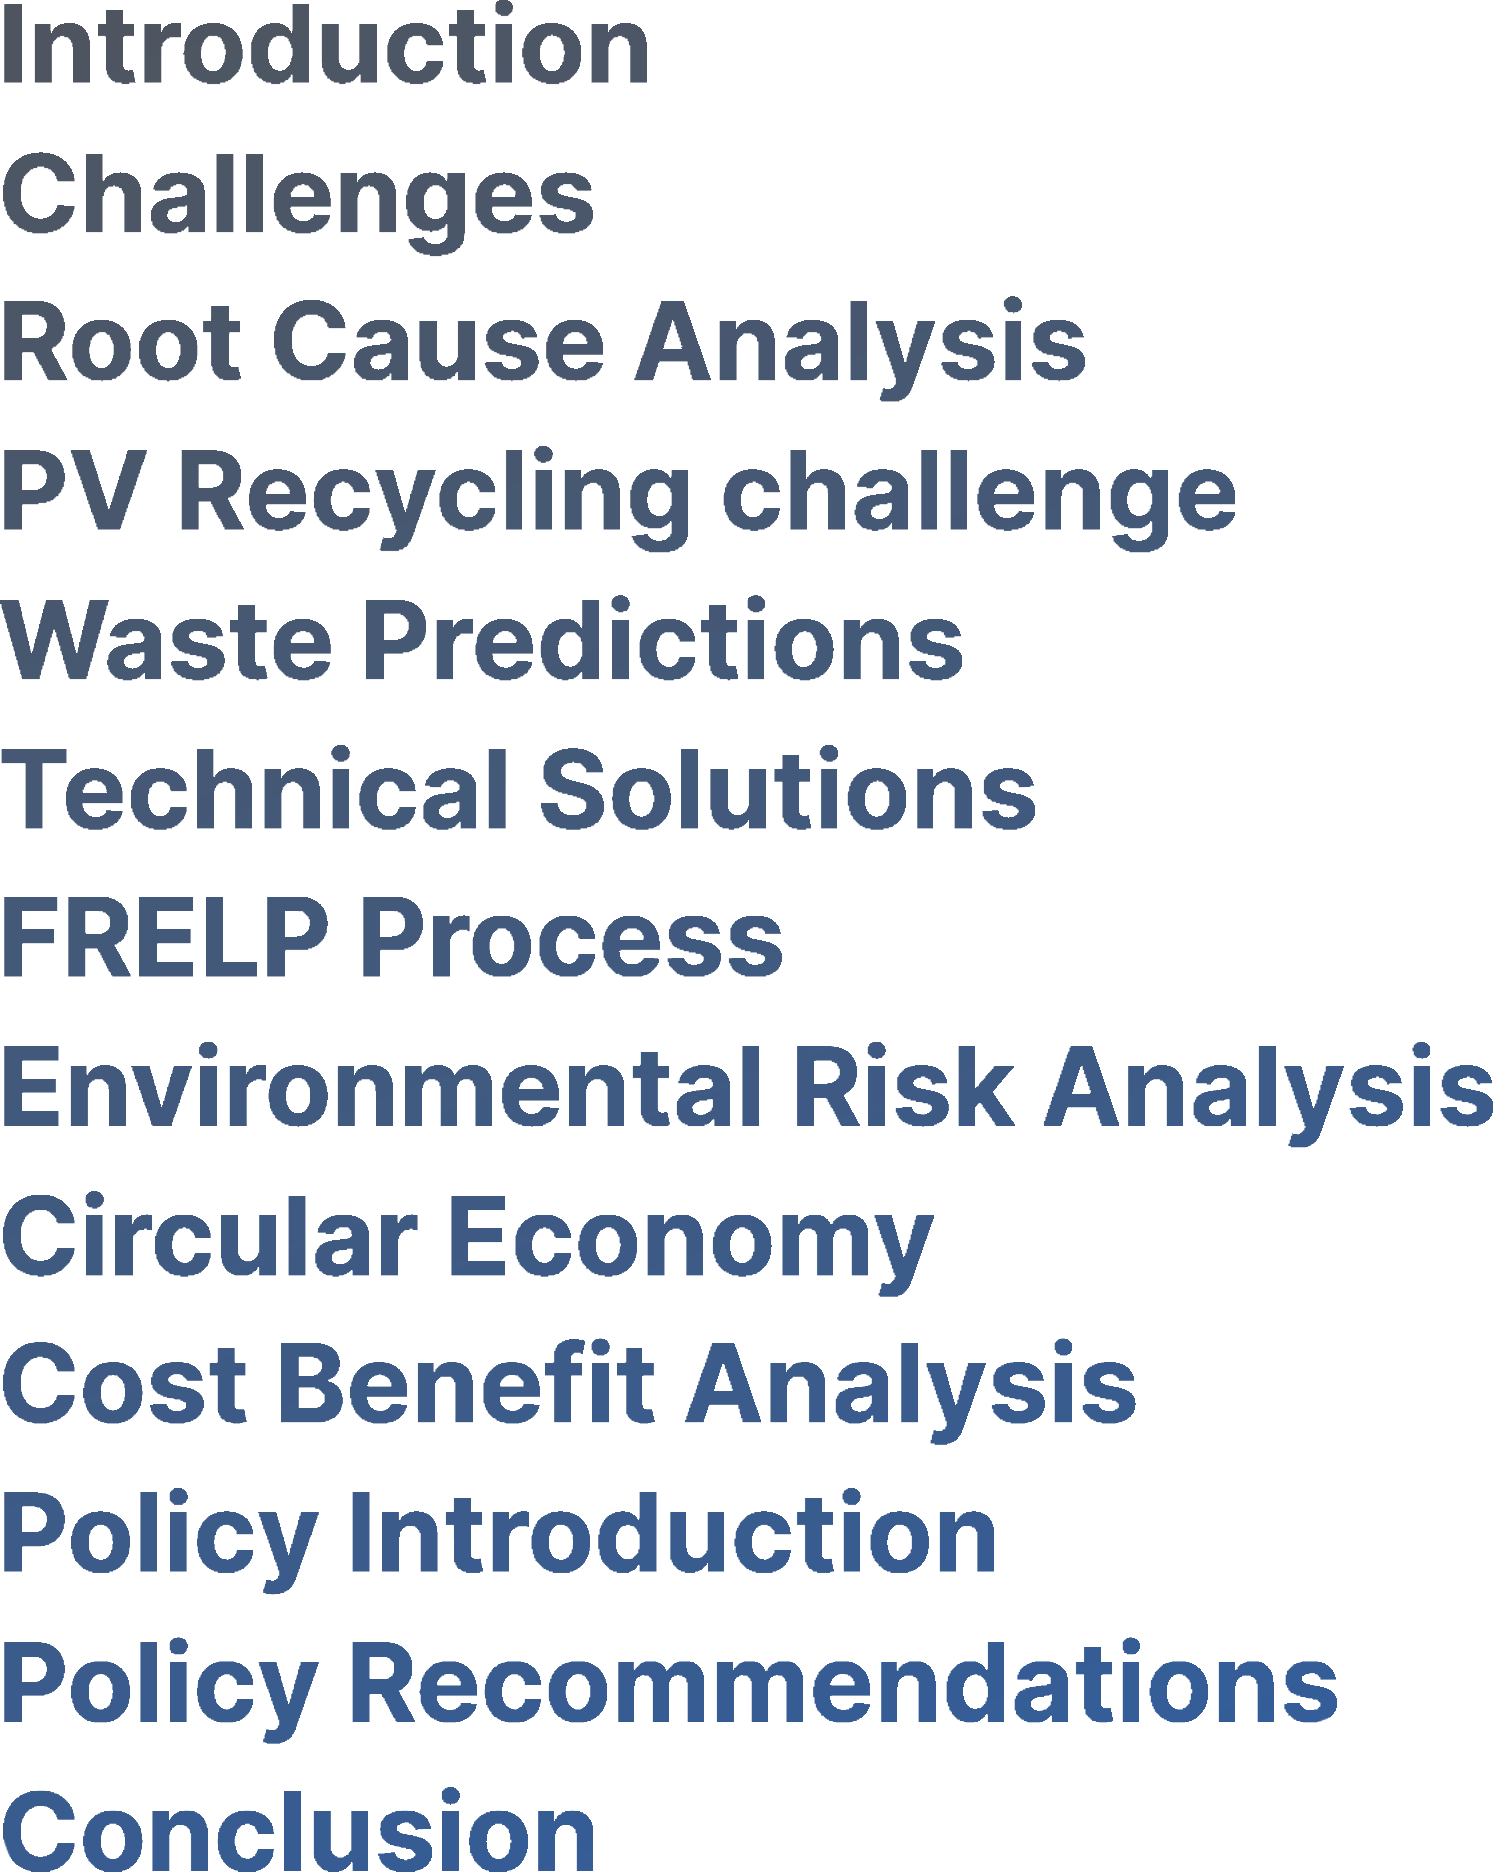 Introduction
Challenges
Root Cause Analysis
PV Recycling challenge
Waste Predictions
Technical Solutions
FRELP Process
Environmental Risk Analysis
Circular Economy
Cost Benefit Analysis
Policy Introduction
Policy Recommendations
Conclusion